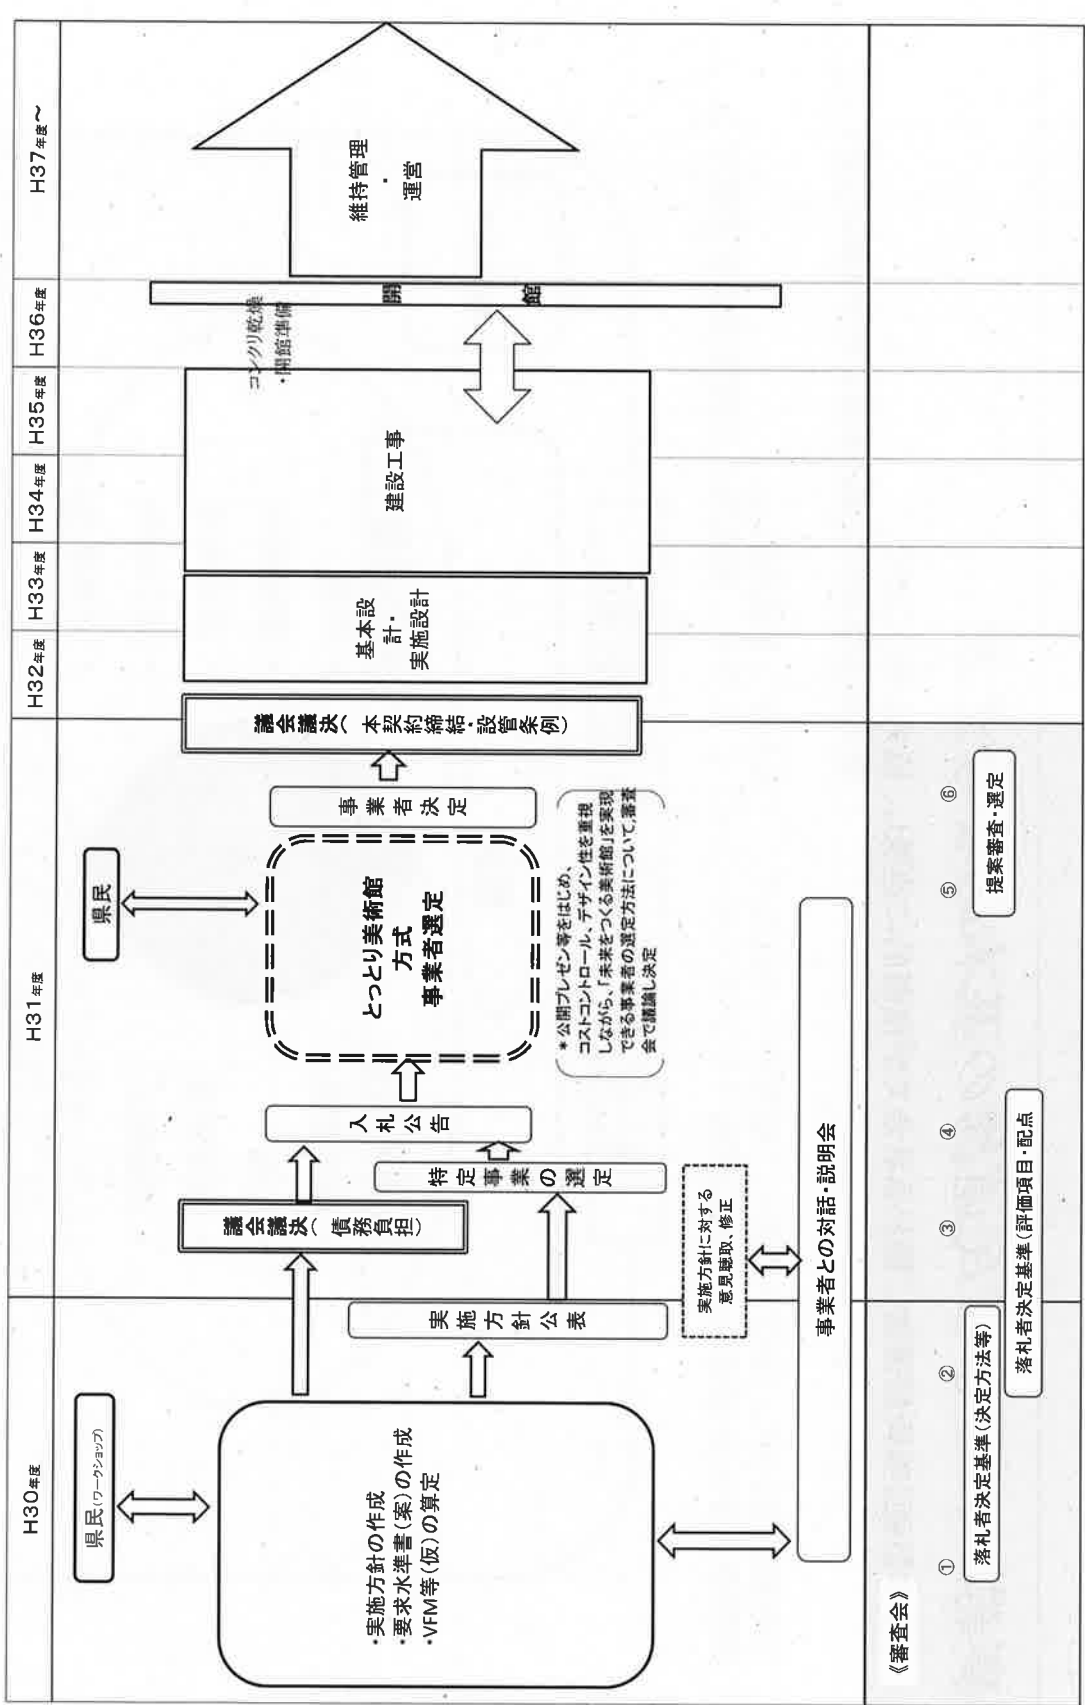 H30年度
H31年度
H32年度
H33年度
H34年度
H35年度
H36年度
H37年度～
県民(ワークショップ)
・実施方針の作成
・要求水準書(案)の作成
・VFM等(仮)の算定
実施方針公表
議会議決(債務負担)
特定事業の選定
入札公告
県民
とっとり美術館
方式
事業者選定
事業者決定
議会議決(本契約締結・設管条例)
基本設
計・
実施設計
建設工事
コンクリ乾燥
・開館準備
開館
維持管理
・
運営
*公開プレゼン等をはじめ、
コストコントロール、デザイン性を重視
しながら、「未来をつくる美術館」を実現
できる事業者の選定方法について、審査
会で議論し決定
実施方針に対する
意見聴取、修正
事業者との対話・説明会
《審査会》
①
②
③
④
⑤
⑥
落札者決定基準(決定方法等)
落札者決定基準(評価項目・配点
提案審査・選定